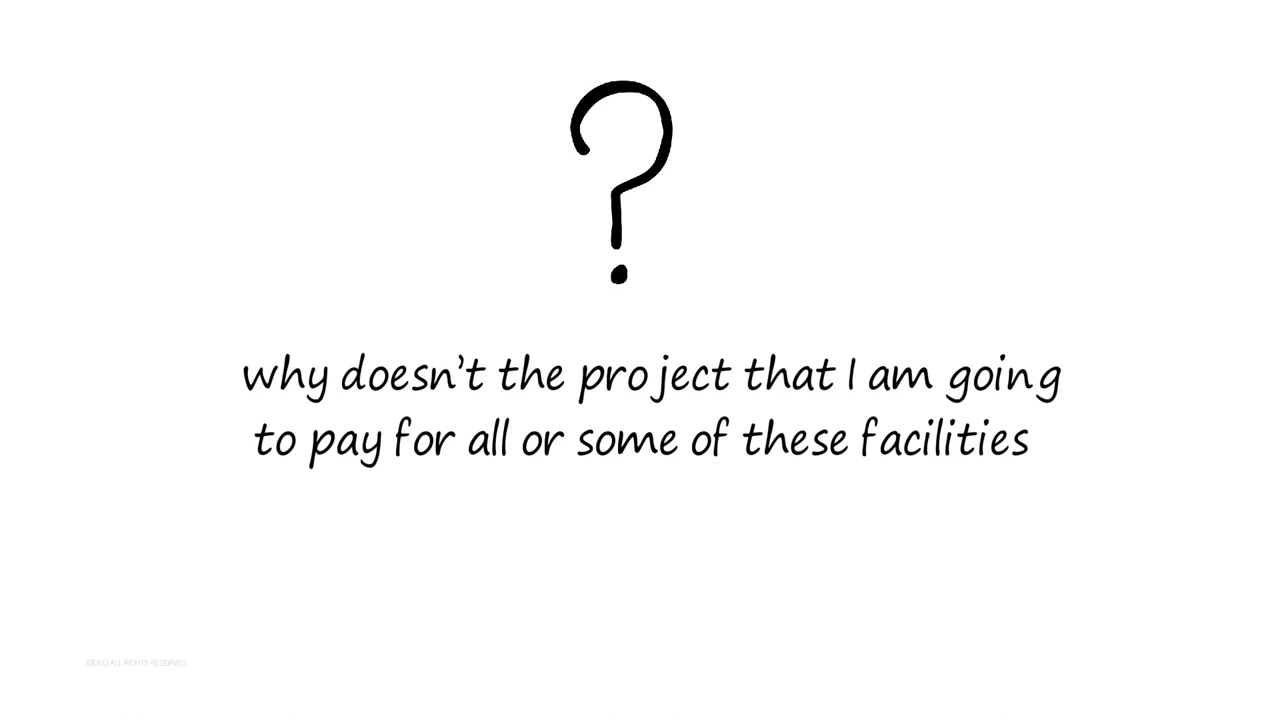 ?
why doesn't the project that I am going
to pay for all or some of these facilities